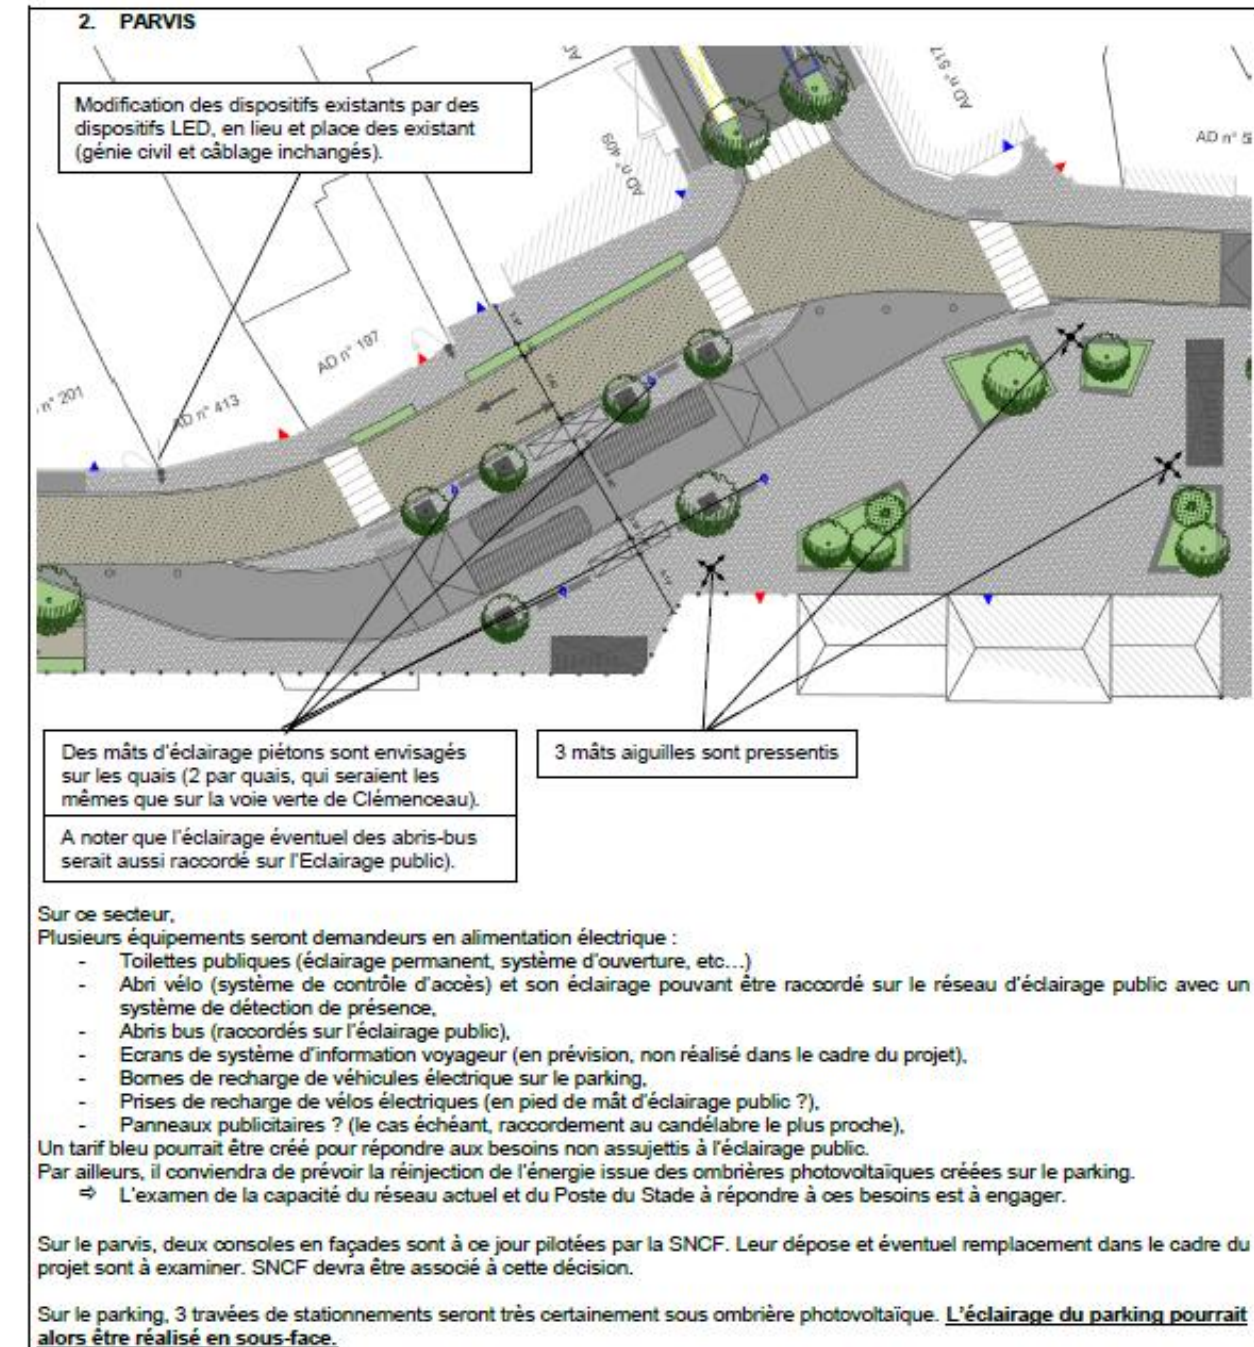 2. PARVIS
Modification des dispositifs existants par des
dispositifs LED, en lieu et place des existant
(génie civil et câblage inchangés).
AD n° 517
AD n° 409
AD n° 5
AD n° 197
n° 201
AD n° 413
Des mâts d'éclairage piétons sont envisagés
sur les quais (2 par quais, qui seraient les
mêmes que sur la voie verte de Clémenceau).
A noter que l'éclairage éventuel des abris-bus
serait aussi raccordé sur l'Eclairage public).
3 mâts aiguilles sont pressentis
Sur ce secteur,
Plusieurs équipements seront demandeurs en alimentation électrique :
- Toilettes publiques (éclairage permanent, système d'ouverture, etc…)
- Abri vélo (système de contrôle d'accès) et son éclairage pouvant être raccordé sur le réseau d'éclairage public avec un
système de détection de présence,
- Abris bus (raccordés sur l'éclairage public),
- Ecrans de système d'information voyageur (en prévision, non réalisé dans le cadre du projet),
- Bornes de recharge de véhicules électrique sur le parking,
- Prises de recharge de vélos électriques (en pied de mât d'éclairage public ?),
- Panneaux publicitaires ? (le cas échéant, raccordement au candélabre le plus proche),
Un tarif bleu pourrait être créé pour répondre aux besoins non assujettis à l'éclairage public.
Par ailleurs, il conviendra de prévoir la réinjection de l'énergie issue des ombrières photovoltaïques créées sur le parking.
⇨ L'examen de la capacité du réseau actuel et du Poste du Stade à répondre à ces besoins est à engager.
Sur le parvis, deux consoles en façades sont à ce jour pilotées par la SNCF. Leur dépose et éventuel remplacement dans le cadre du
projet sont à examiner. SNCF devra être associé à cette décision.
Sur le parking, 3 travées de stationnements seront très certainement sous ombrière photovoltaïque. L'éclairage du parking pourrait
alors être réalisé en sous-face.